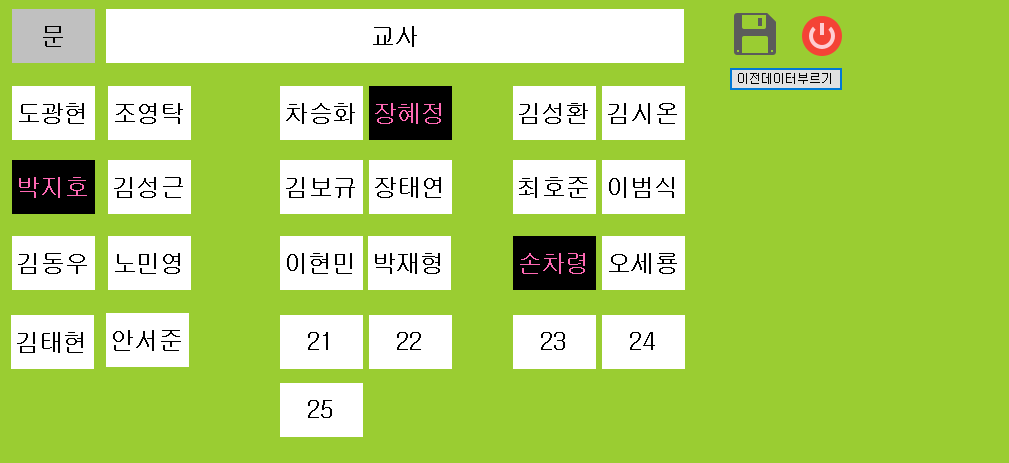 문 교사
이전데이터부르기
도광현 조영탁 차승화 장혜정 김성환 김시온
박지호 김성근 김보규 장태연 최호준 이범식
김동우 노민영 이현민 박재형 손차령 오세룡
김태현 안서준 21 22 23 24
25